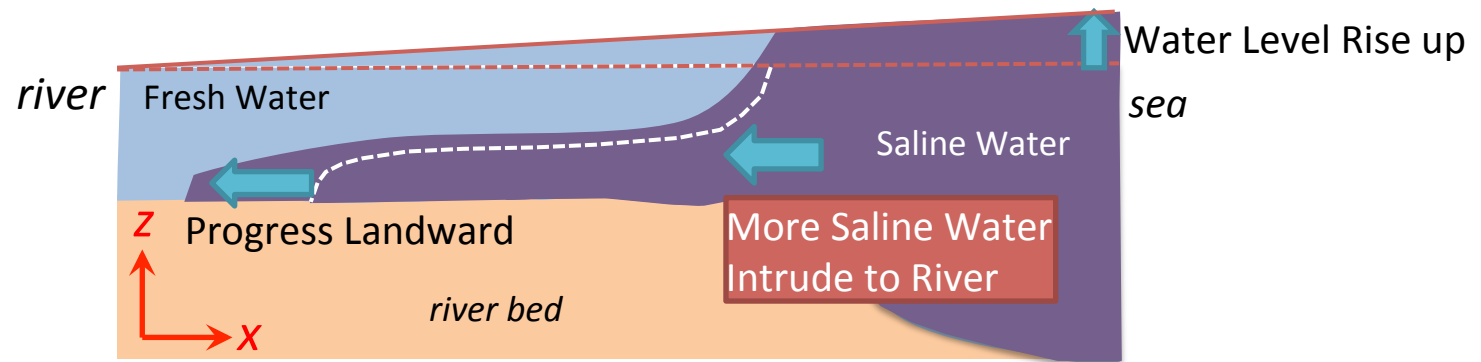 Water Level Rise up
river
Fresh Water
sea
Saline Water
Progress Landward
More Saline Water
Intrude to River
river bed
z
x